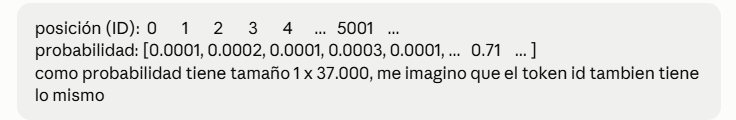 posición (ID): 0 1 2 3 4 ... 5001 ...
probabilidad: [0.0001, 0.0002, 0.0001, 0.0003, 0.0001, ... 0.71 ... ]
como probabilidad tiene tamaño 1 x 37.000, me imagino que el token id tambien tiene
lo mismo